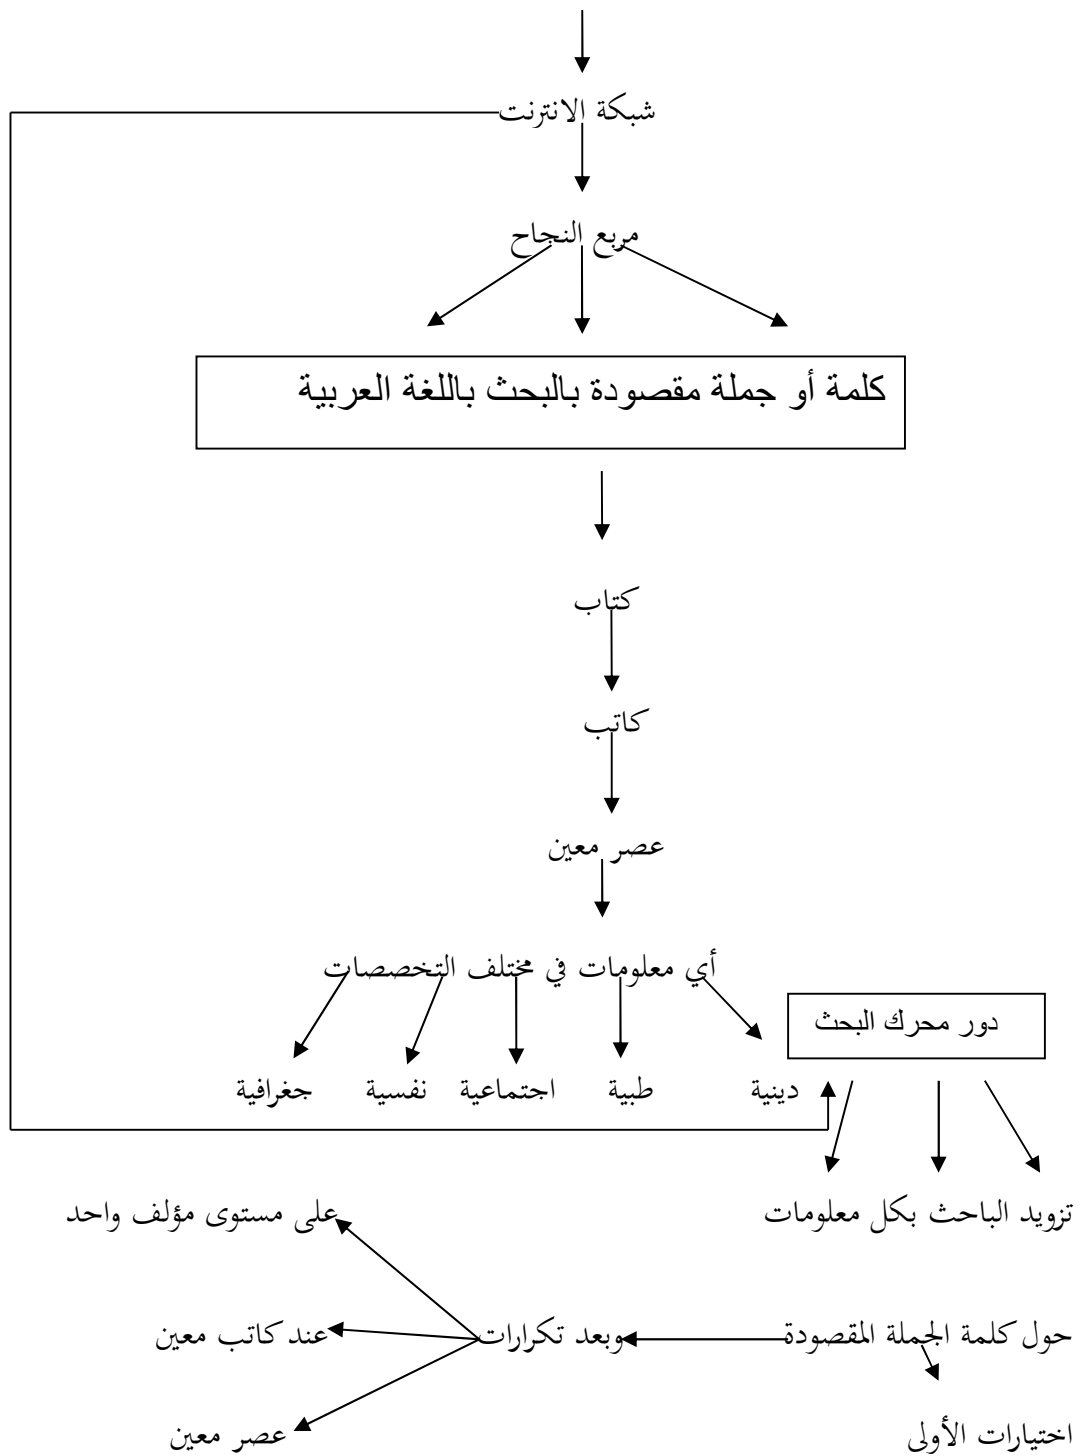 شبكة الانترنت
مربع النجاح
كلمة أو جملة مقصودة بالبحث باللغة العربية
كتاب
كاتب
عصر معين
أي معلومات في مختلف التخصصات
دور محرك البحث
دينية طبية اجتماعية نفسية جغرافية
تزويد الباحث بكل معلومات على مستوى مؤلف واحد
حول كلمة الجملة المقصودة وبعد تكرارات عند كاتب معين
اختيارات الأولى عصر معين